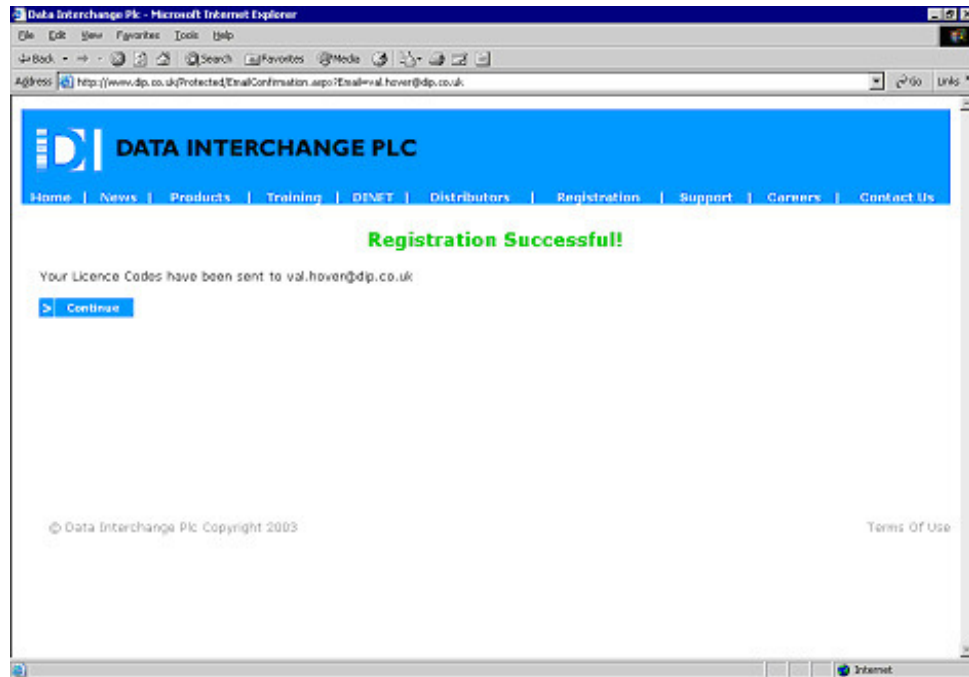 Data Interchange Plc - Microsoft Internet Explorer
File Edit View Favorites Tools Help
Back Search Favorites Media
Address http://www.dip.co.uk/Protected/EmailConfirmation.aspx?Email=val.hover@dip.co.uk Go Links
DI DATA INTERCHANGE PLC
Home | News | Products | Training | DINET | Distributors | Registration | Support | Careers | Contact Us
Registration Successful!
Your Licence Codes have been sent to val.hover@dip.co.uk
> Continue
© Data Interchange Plc Copyright 2003 Terms Of Use
Internet